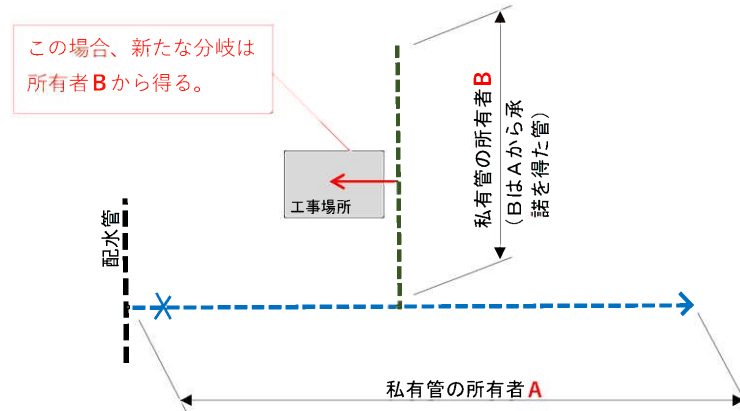 この場合、新たな分岐は
所有者Bから得る。
工事場所
配水管
私有管の所有者B
（BはAから承
諾を得た管）
私有管の所有者A